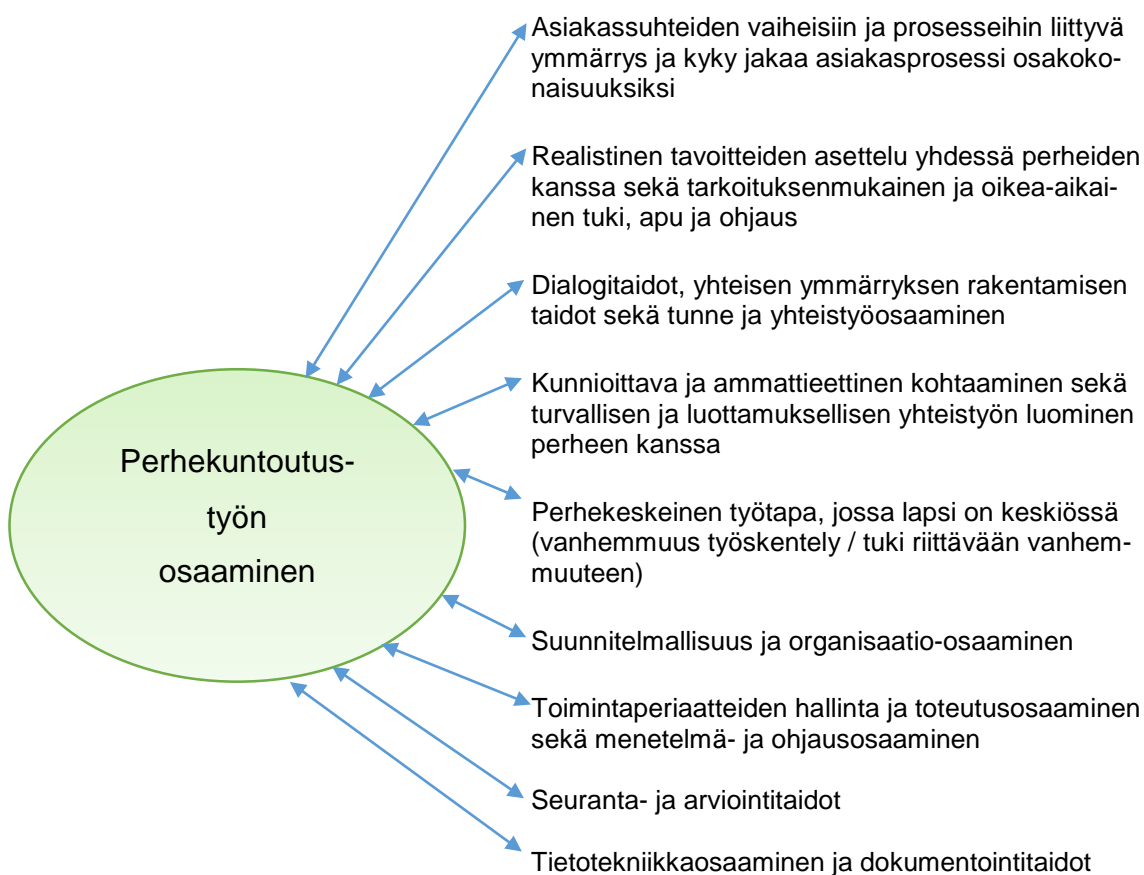 Asiakassuhteiden vaiheisiin ja prosesseihin liittyvä
ymmärrys ja kyky jakaa asiakasprosessi osakoko-
naisuuksiksi
Realistinen tavoitteiden asettelu yhdessä perheiden
kanssa sekä tarkoituksenmukainen ja oikea-aikai-
nen tuki, apu ja ohjaus
Dialogitaidot, yhteisen ymmärryksen rakentamisen
taidot sekä tunne ja yhteistyöosaaminen
Kunnioittava ja ammattieettinen kohtaaminen sekä
turvallisen ja luottamuksellisen yhteistyön luominen
perheen kanssa
Perhekuntoutus-
työn
osaaminen
Perhekeskeinen työtapa, jossa lapsi on keskiössä
(vanhemmuus työskentely / tuki riittävään vanhem-
muuteen)
Suunnitelmallisuus ja organisaatio-osaaminen
Toimintaperiaatteiden hallinta ja toteutusosaaminen
sekä menetelmä- ja ohjausosaaminen
Seuranta- ja arviointitaidot
Tietotekniikkaosaaminen ja dokumentointitaidot